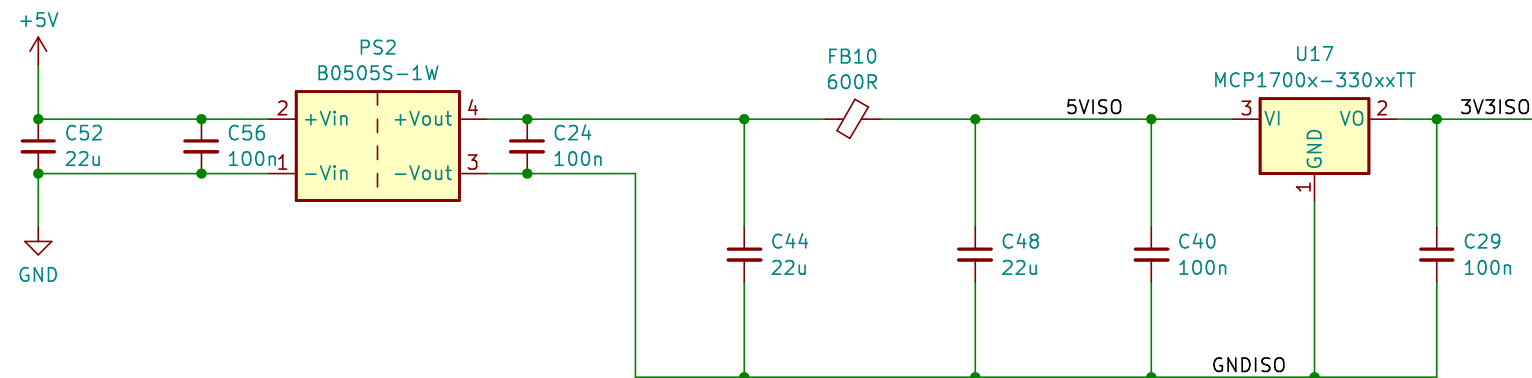 +5V
PS2
B0505S-1W
FB10
600R
U17
MCP1700x-330xxTT
2
+Vin
+Vout
4
5VISO
3
VI
VO
2
3V3ISO
C52
22u
C56
100n
C24
100n
GND
1
-Vin
-Vout
3
1
C44
22u
C48
22u
C40
100n
C29
100n
GND
GNDISO